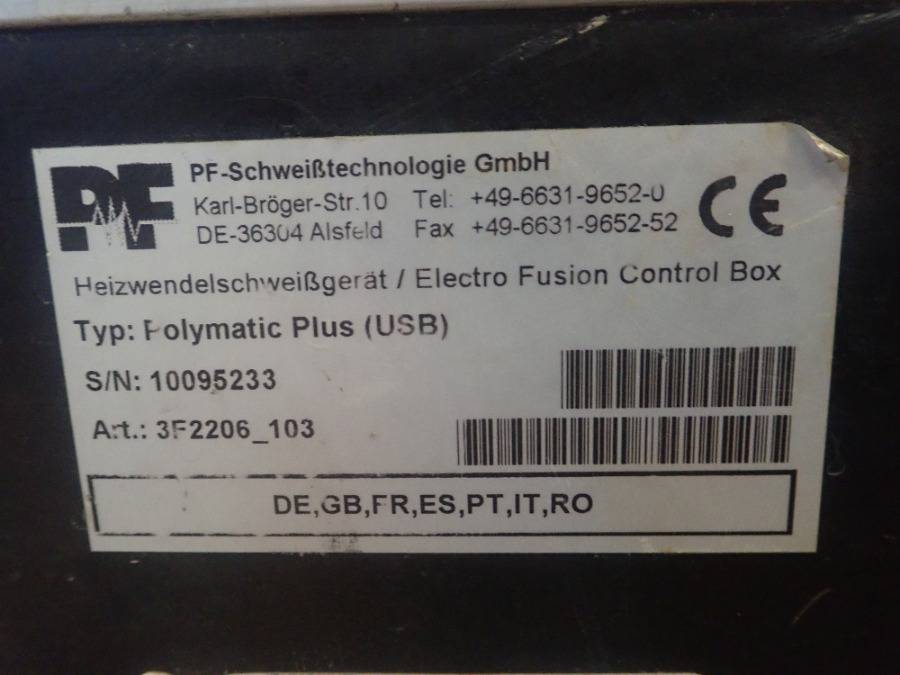 PF
PF-Schweißtechnologie GmbH
Karl-Bröger-Str.10 Tel: +49-6631-9652-0
DE-36304 Alsfeld Fax +49-6631-9652-52
CE
Heizwendelschweißgerät / Electro Fusion Control Box
Typ: Polymatic Plus (USB)
S/N: 10095233
Art.: 3F2206_103
DE,GB,FR,ES,PT,IT,RO